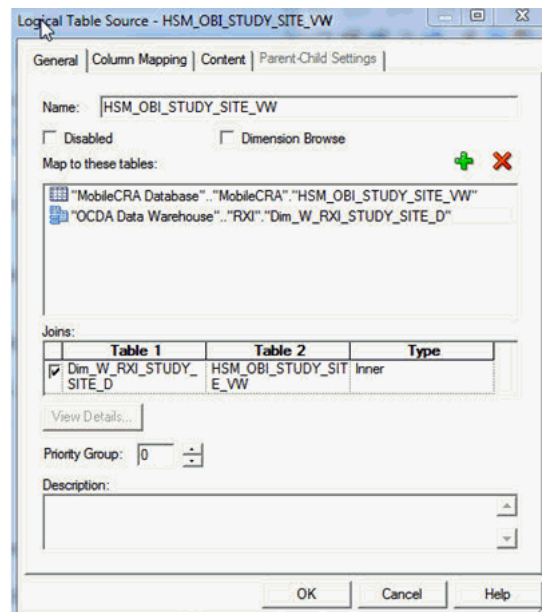 Logical Table Source - HSM_OBI_STUDY_SITE_VW
General Column Mapping Content Parent-Child Settings
Name: HSM_OBI_STUDY_SITE_VW
Disabled Dimension Browse
Map to these tables:
"MobileCRA Database".."MobileCRA"."HSM_OBI_STUDY_SITE_VW"
"OCDA Data Warehouse".."RXI"."Dim_W_RXI_STUDY_SITE_D"
Joins:
Table 1 Table 2 Type
Dim_W_RXI_STUDY_ HSM_OBI_STUDY_SIT Inner
SITE_D E_VW
View Details...
Priority Group: 0
Description:
OK Cancel Help